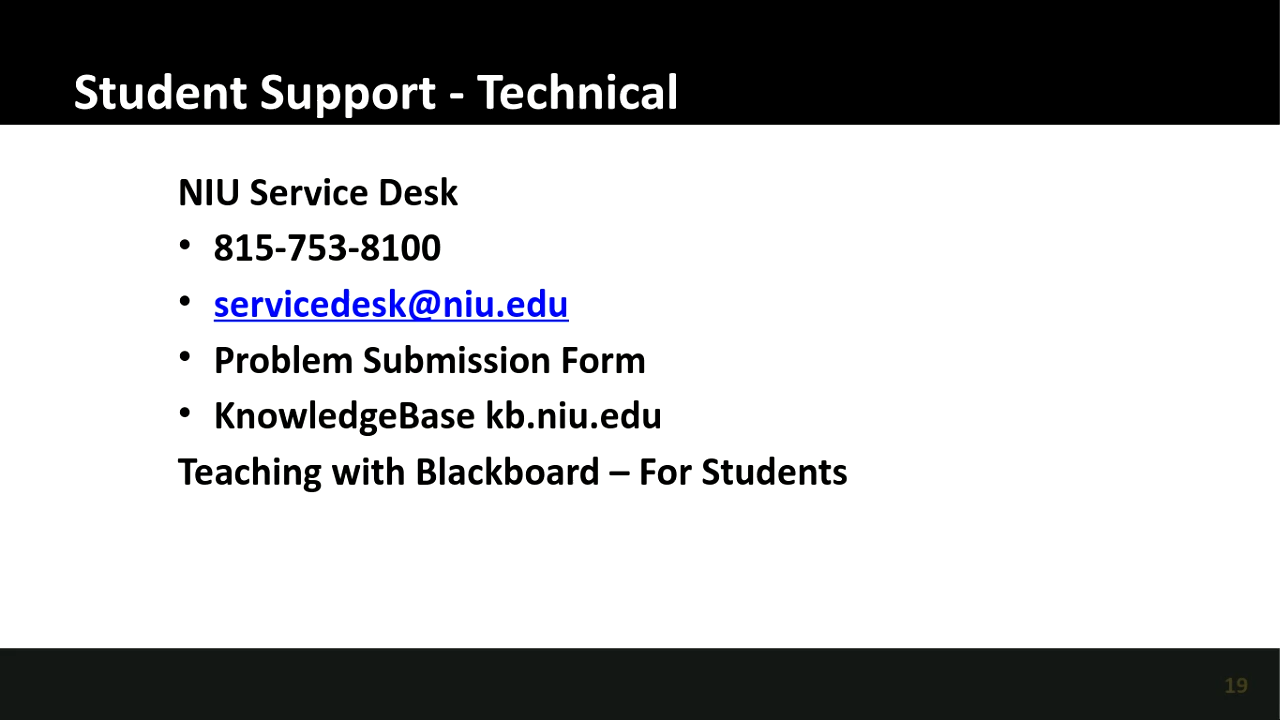 Student Support - Technical
NIU Service Desk
• 815-753-8100
• servicedesk@niu.edu
• Problem Submission Form
• KnowledgeBase kb.niu.edu
Teaching with Blackboard – For Students
19